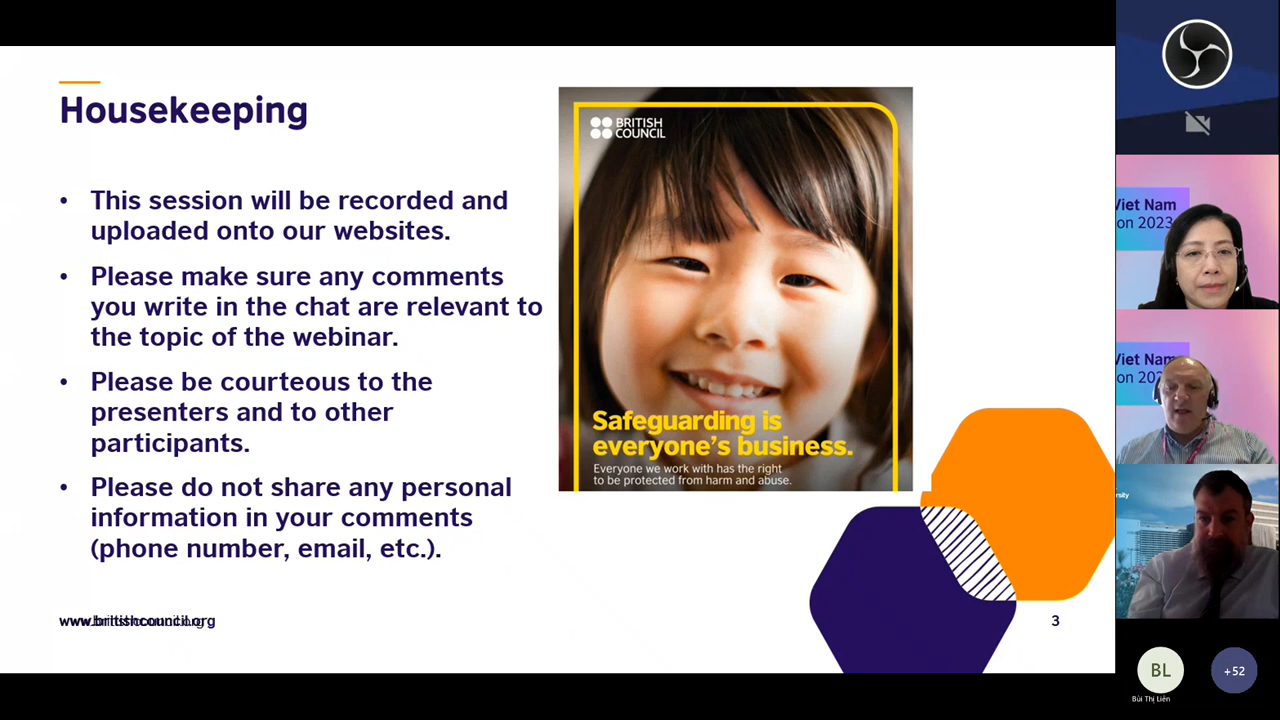 Housekeeping
• This session will be recorded and
uploaded onto our websites.
• Please make sure any comments
you write in the chat are relevant to
the topic of the webinar.
• Please be courteous to the
presenters and to other
participants.
• Please do not share any personal
information in your comments
(phone number, email, etc.).
www.britishcouncil.org
3
BRITISH
COUNCIL
Safeguarding is
everyone’s business.
Everyone we work with has the right
to be protected from harm and abuse.
Viet Nam
on 2023
Viet Nam
on 202
rsity
BL
Bùi Thị Liên
+52